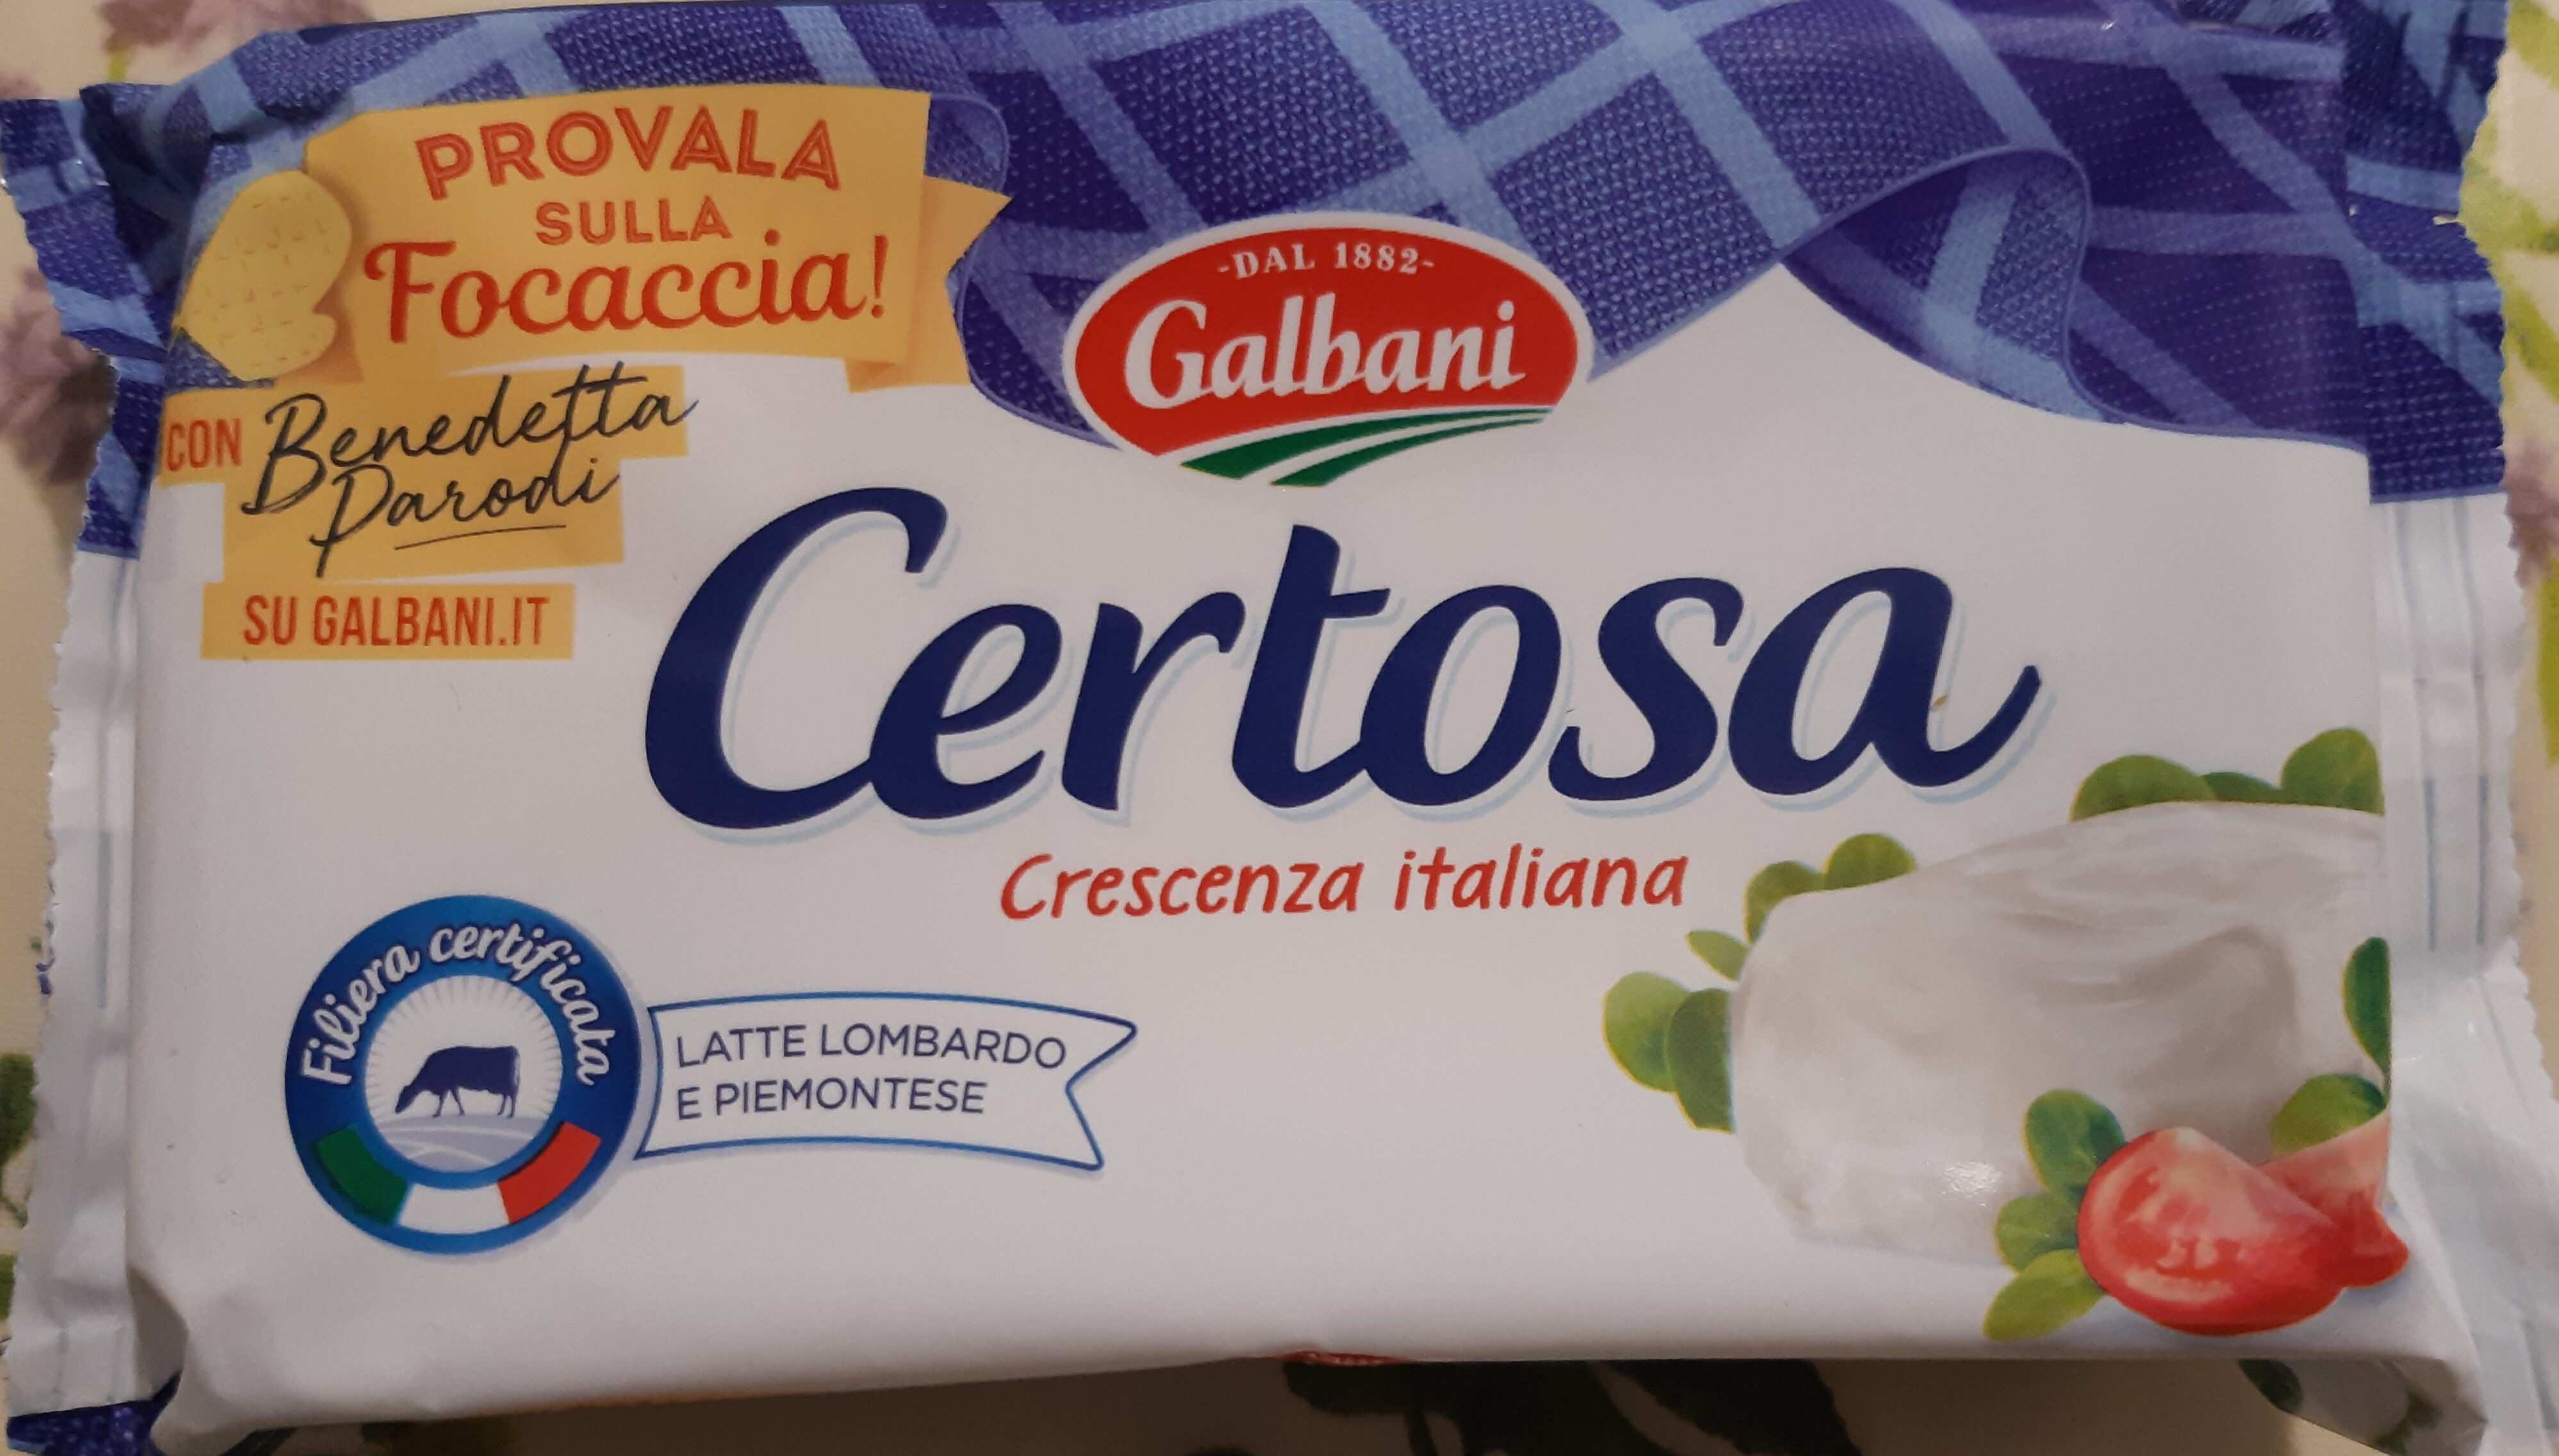 PROVALA
SULLA
Focaccia!
CON Benedetta
Parodi
SU GALBANI.IT
-DAL 1882-
Galbani
Certosa
Crescenza italiana
Filiera certificata
LATTE LOMBARDO
E PIEMONTESE